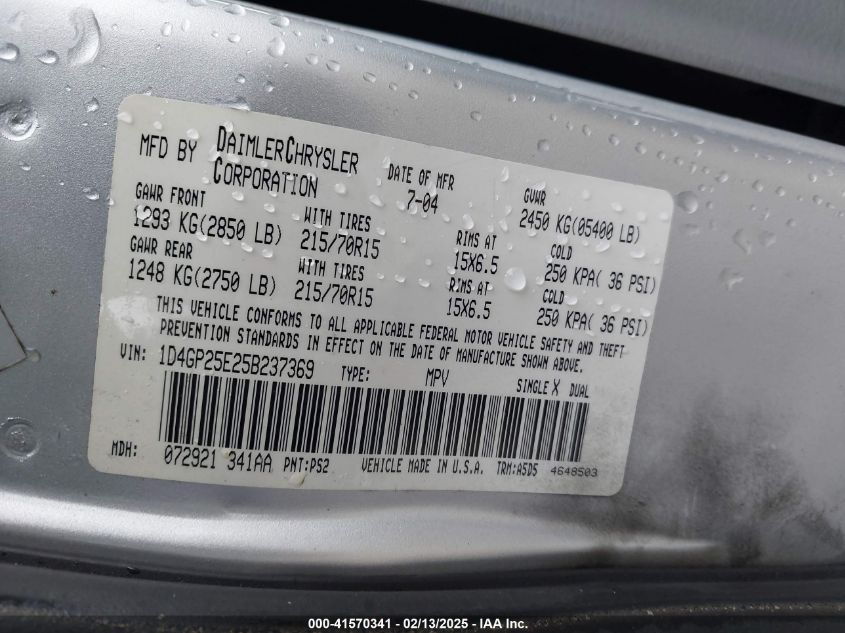 MFD BY DAIMLERCHRYSLER CORPORATION DATE OF MFR 7-04 GVWR 2450 KG(05400 LB)
GAWR FRONT WITH TIRES RIMS AT COLD
1293 KG(2850 LB) 215/70R15 15X6.5 250 KPA( 36 PSI)
GAWR REAR WITH TIRES RIMS AT COLD
1248 KG(2750 LB) 215/70R15 15X6.5 250 KPA( 36 PSI)
THIS VEHICLE CONFORMS TO ALL APPLICABLE FEDERAL MOTOR VEHICLE SAFETY AND THEFT
PREVENTION STANDARDS IN EFFECT ON THE DATE OF MANUFACTURE SHOWN ABOVE.
VIN: 1D4GP25E25B237369 TYPE: MPV SINGLE X DUAL
MDH: 072921 341AA PNT:PS2 VEHICLE MADE IN U.S.A. TRM:A5D5 4648503
000-41570341 - 02/13/2025 - IAA Inc.